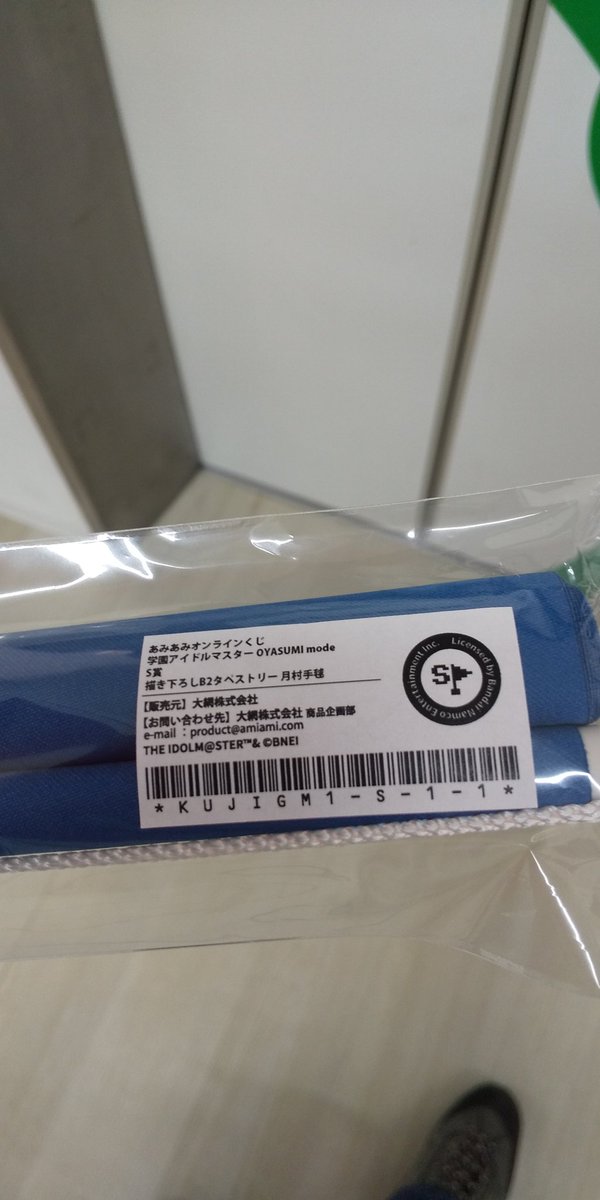 あみあみオンラインくじ
学園アイドルマスター OYASUMI mode
S賞
描き下ろしB2タペストリー 月村手毬
【販売元】大網株式会社
【お問い合わせ先】大網株式会社 商品企画部
e-mail : product@amiami.com
THE IDOLM@STER™& ©BNEI
*KUJIGM1-S-1-1*
Licensed by Bandai Namco Entertainment Inc.
SP